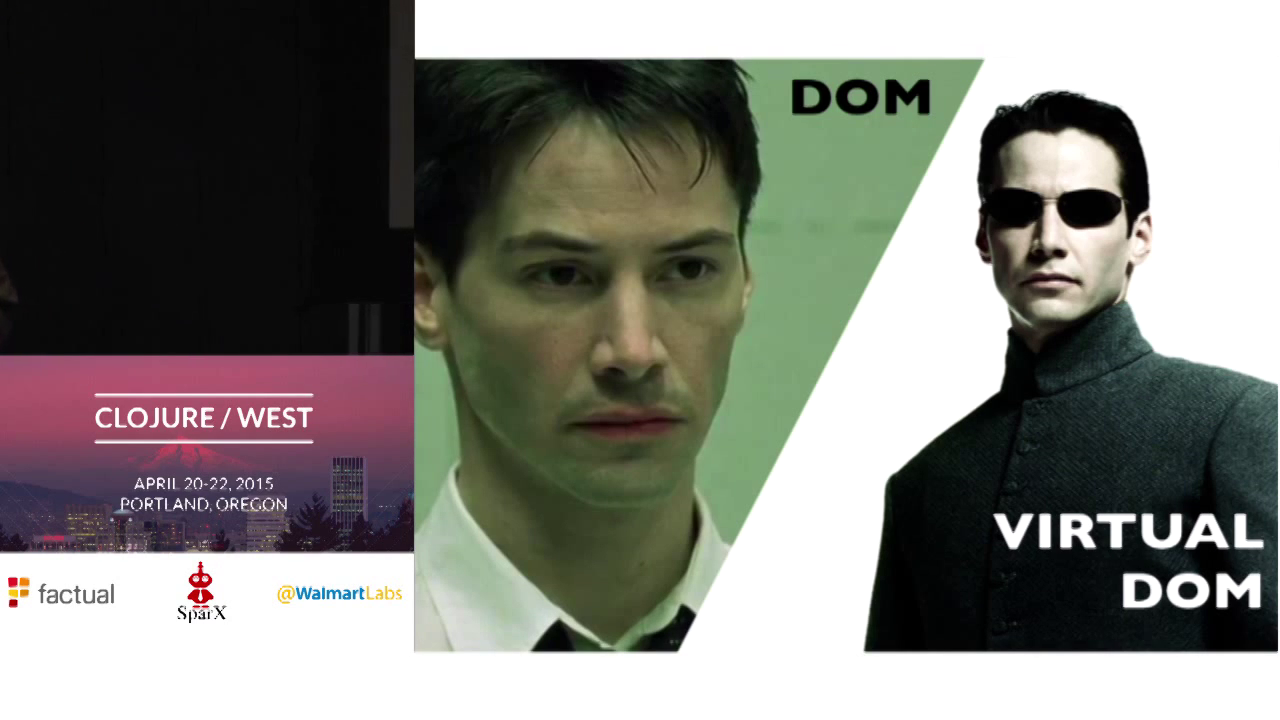 CLOJURE / WEST
APRIL 20-22, 2015
PORTLAND, OREGON
factual
SparX
@WalmartLabs
DOM
VIRTUAL
DOM